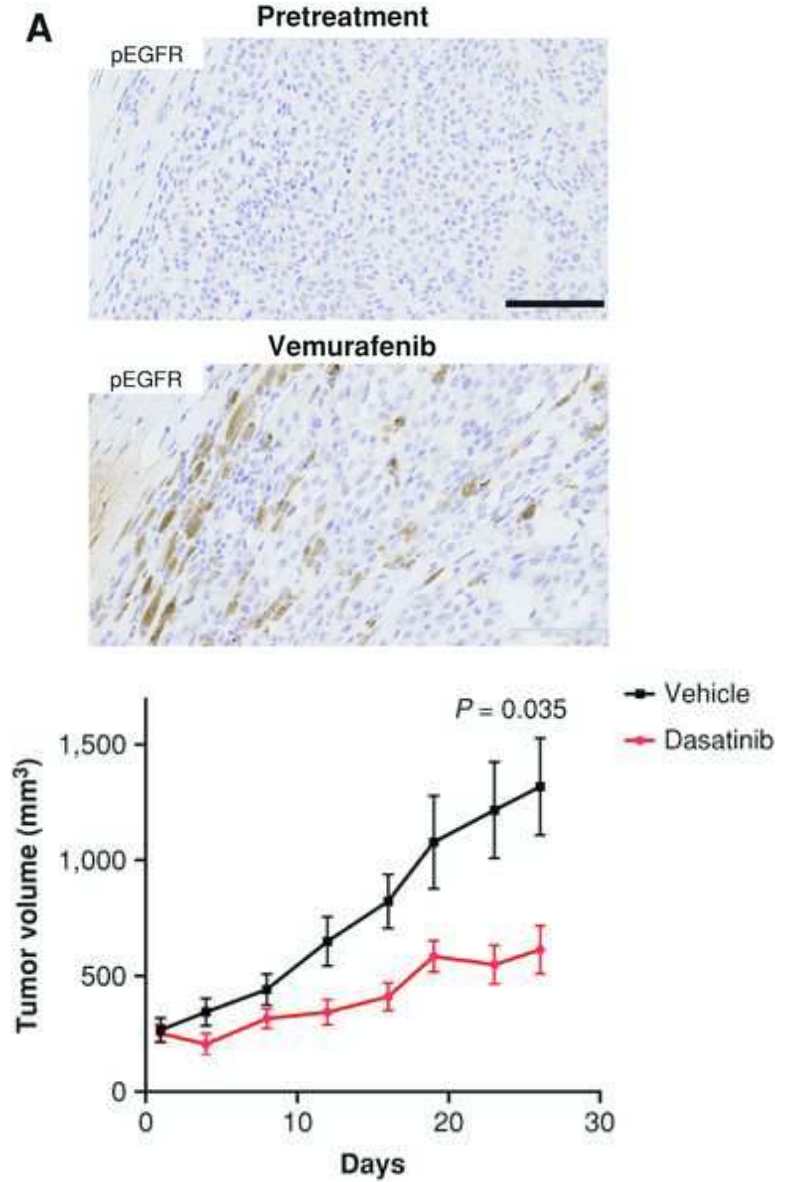 A
Pretreatment
pEGFR
Vemurafenib
pEGFR
P = 0.035
Vehicle
Dasatinib
Tumor volume (mm³)
1,500
1,000
500
0
0 10 20 30
Days